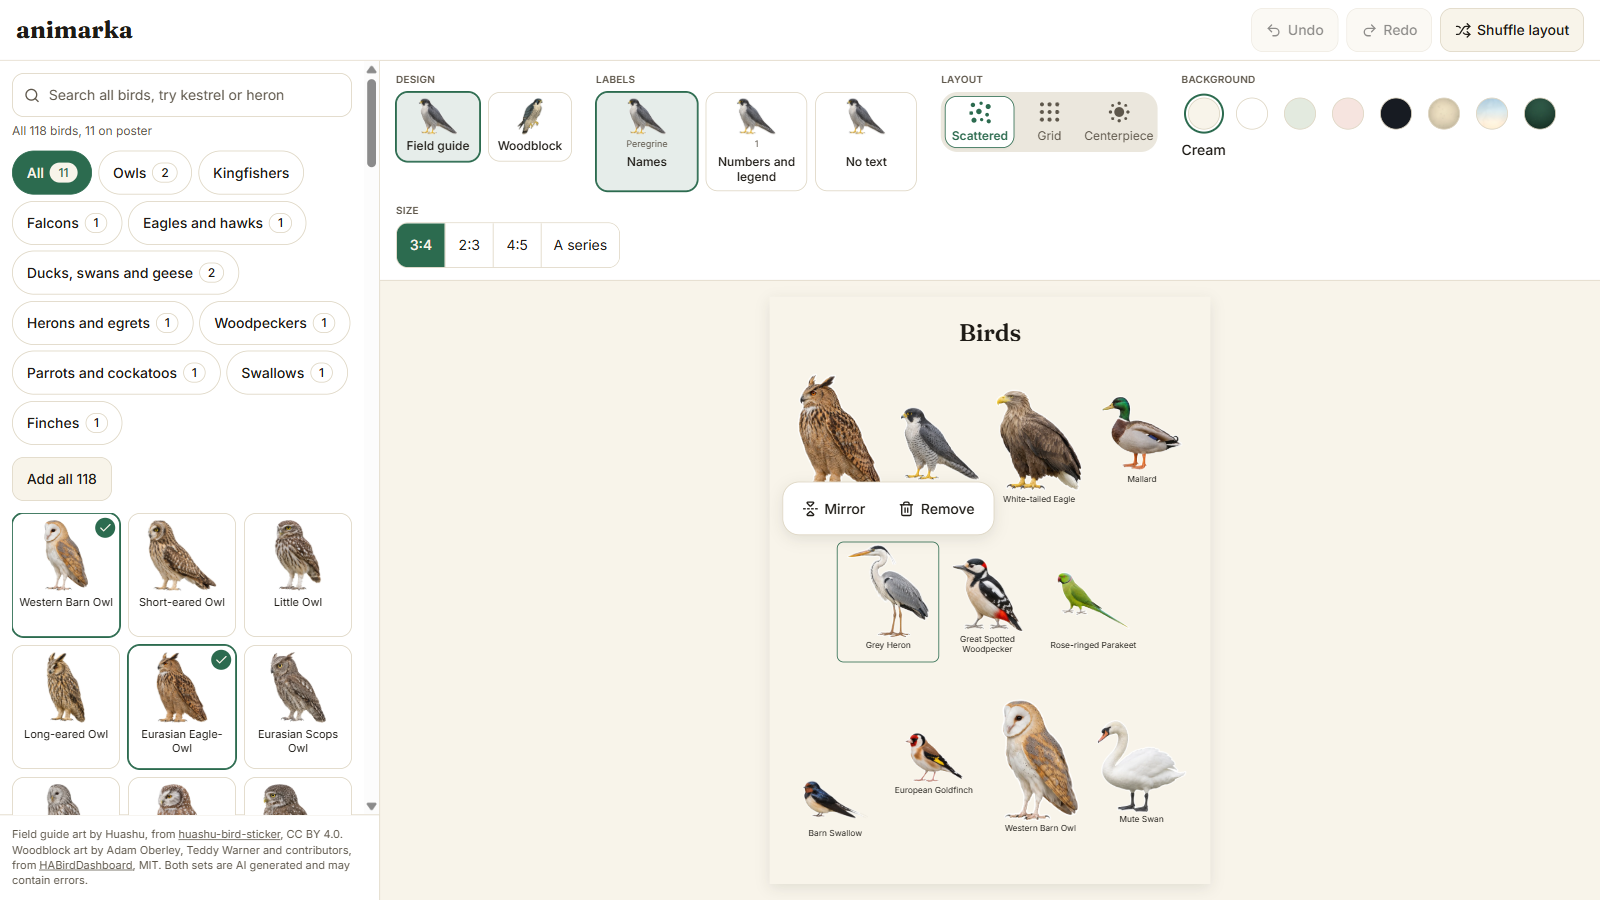 animarka
Undo
Redo
Shuffle layout
Search all birds, try kestrel or heron
All 118 birds, 11 on poster
All 11
Owls 2
Kingfishers
Falcons 1
Eagles and hawks 1
Ducks, swans and geese 2
Herons and egrets 1
Woodpeckers 1
Parrots and cockatoos 1
Swallows 1
Finches 1
Add all 118
Western Barn Owl
Short-eared Owl
Little Owl
Long-eared Owl
Eurasian Eagle-
Owl
Eurasian Scops
Owl
Field guide art by Huashu, from huashu-bird-sticker, CC BY 4.0.
Woodblock art by Adam Oberley, Teddy Warner and contributors,
from HABirdDashboard, MIT. Both sets are AI generated and may
contain errors.
DESIGN
Field guide
Woodblock
LABELS
Peregrine
Names
1
Numbers and
legend
No text
LAYOUT
Scattered
Grid
Centerpiece
BACKGROUND
Cream
SIZE
3:4
2:3
4:5
A series
Birds
White-tailed Eagle
Mallard
Mirror
Remove
Grey Heron
Great Spotted
Woodpecker
Rose-ringed Parakeet
Barn Swallow
European Goldfinch
Western Barn Owl
Mute Swan